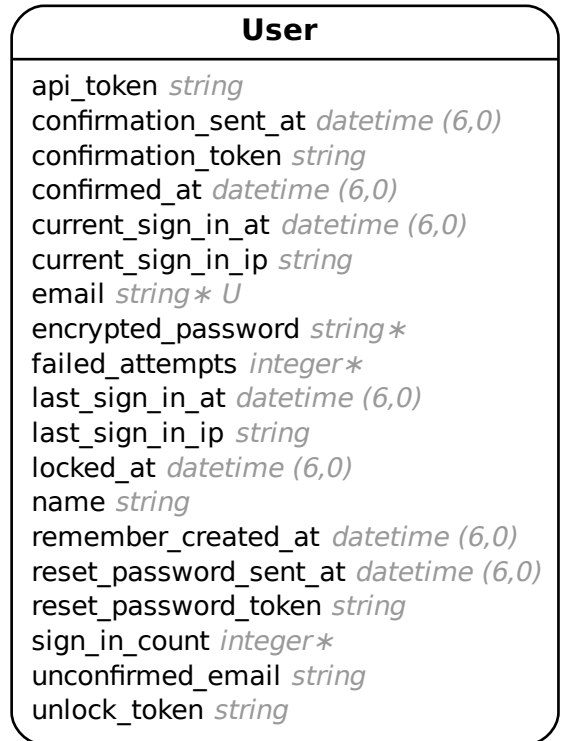 User
api_token string
confirmation_sent_at datetime (6,0)
confirmation_token string
confirmed_at datetime (6,0)
current_sign_in_at datetime (6,0)
current_sign_in_ip string
email string∗ U
encrypted_password string∗
failed_attempts integer∗
last_sign_in_at datetime (6,0)
last_sign_in_ip string
locked_at datetime (6,0)
name string
remember_created_at datetime (6,0)
reset_password_sent_at datetime (6,0)
reset_password_token string
sign_in_count integer∗
unconfirmed_email string
unlock_token string